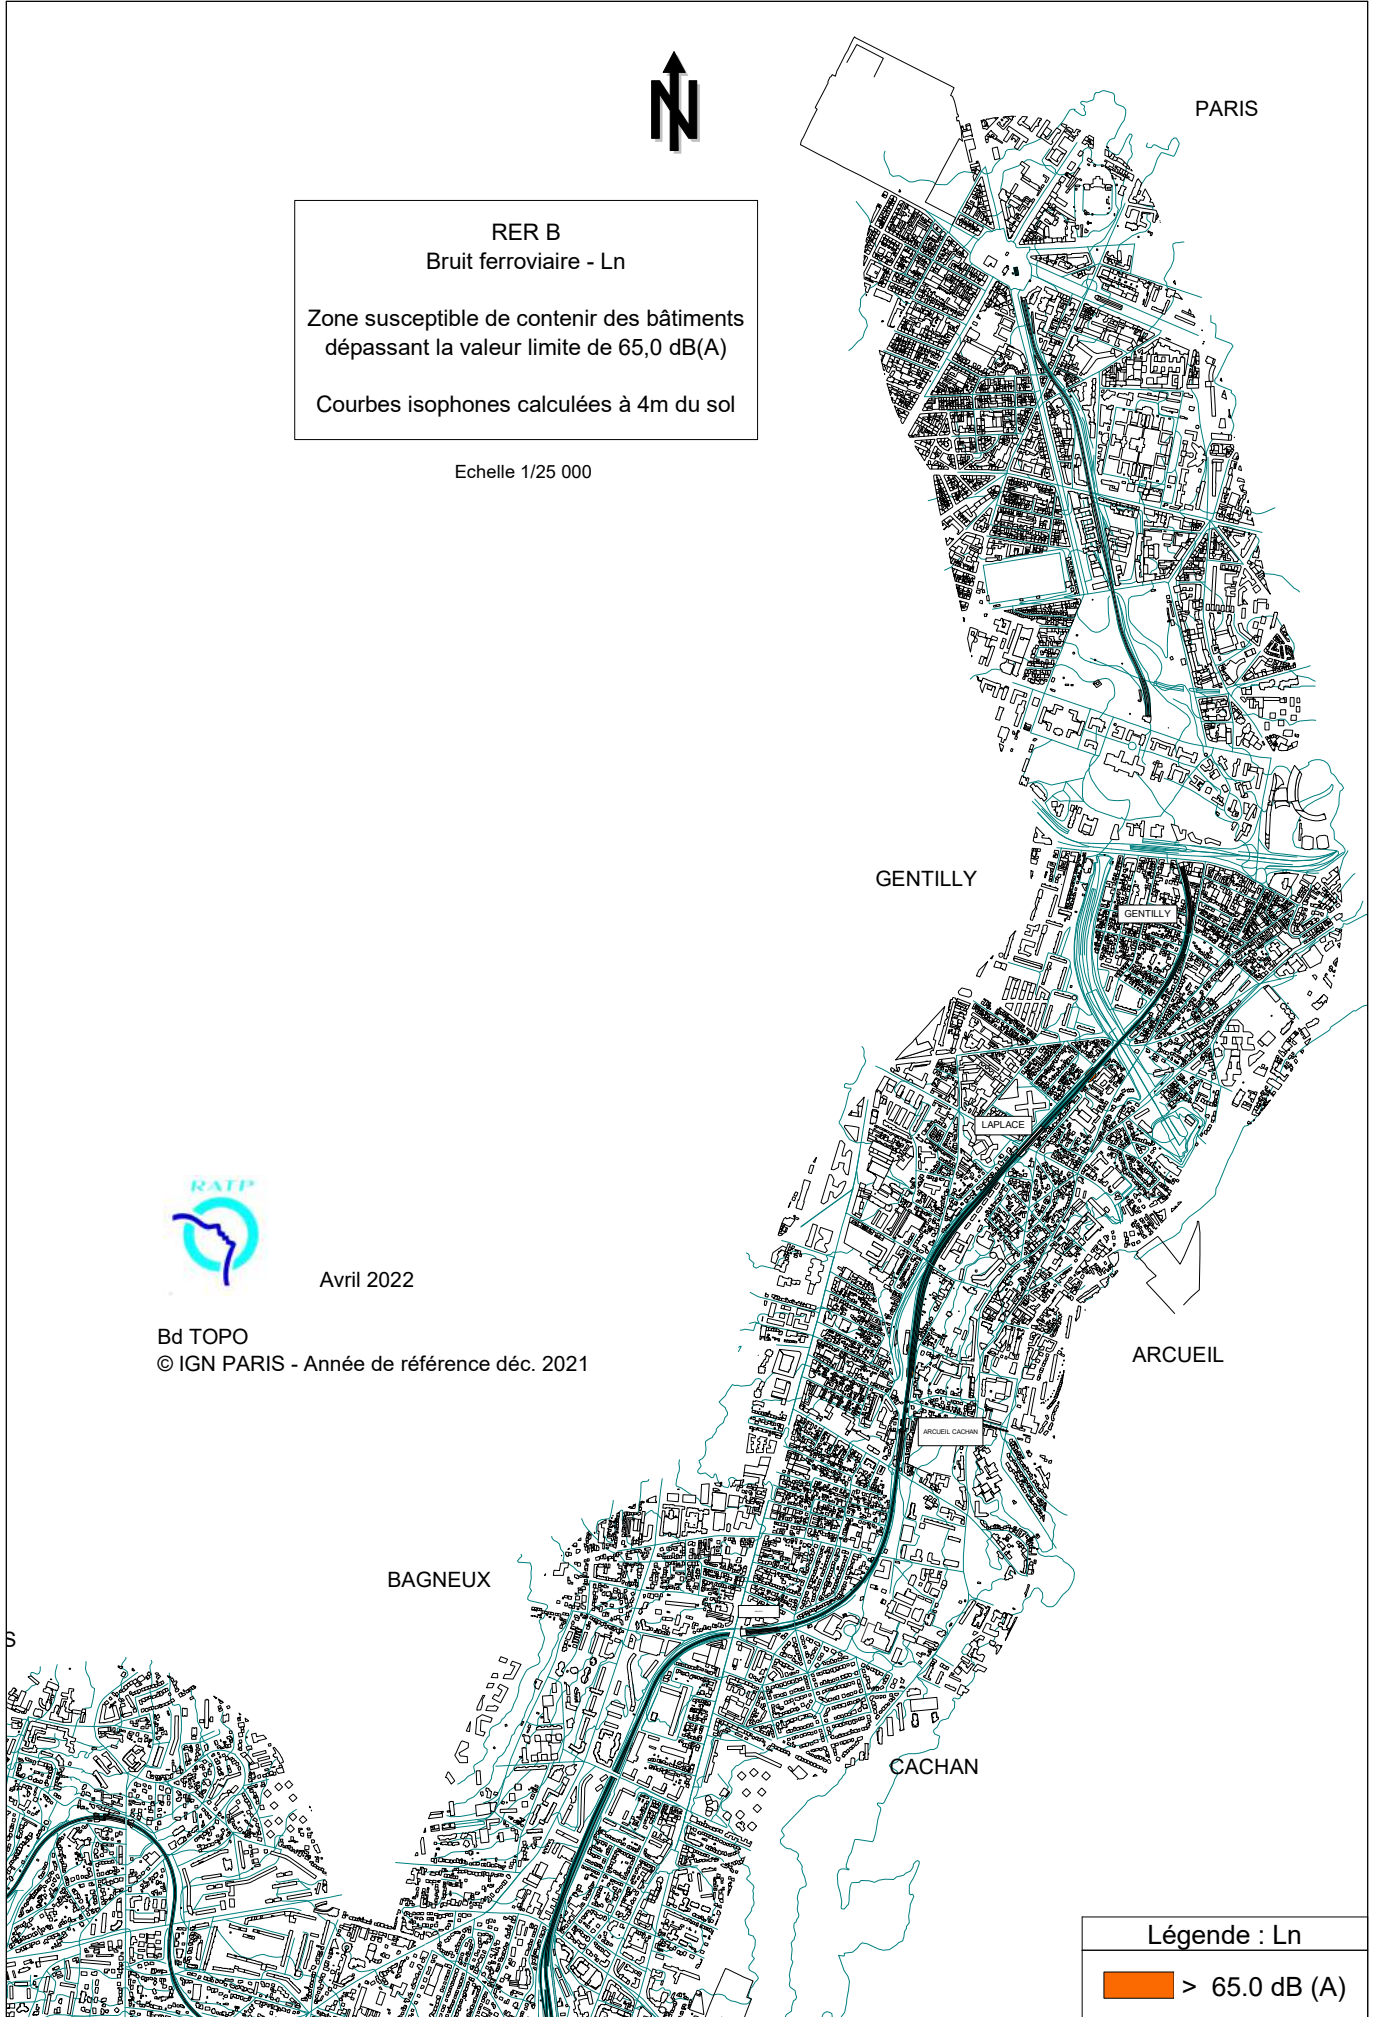 PARIS
RER B
Bruit ferroviaire - Ln
Zone susceptible de contenir des bâtiments
dépassant la valeur limite de 65,0 dB(A)
Courbes isophones calculées à 4m du sol
Echelle 1/25 000
GENTILLY
GENTILLY
LAPLACE
RATP
Avril 2022
Bd TOPO
© IGN PARIS - Année de référence déc. 2021
ARCUEIL
ARCUEIL CACHAN
BAGNEUX
S
CACHAN
Légende : Ln
> 65.0 dB (A)